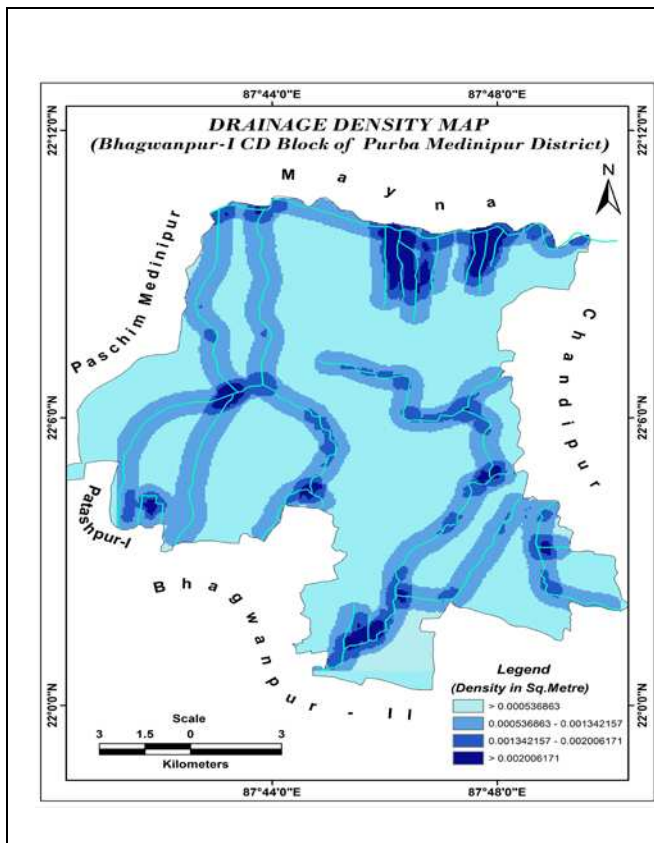 87°44'0"E 87°48'0"E
22°12'0"N 22°12'0"N
DRAINAGE DENSITY MAP
(Bhagwanpur-I CD Block of Purba Medinipur District)
Mayna
N
Paschim Medinipur
Chandipur
22°6'0"N 22°6'0"N
Patashpur-I
Bhagwanpur-II
Legend
(Density in Sq.Metre)
> 0.000536863
0.000536863 - 0.001342157
0.001342157 - 0.002006171
> 0.002006171
Scale
3 1.5 0 3
Kilometers
22°0'0"N 22°0'0"N
87°44'0"E 87°48'0"E